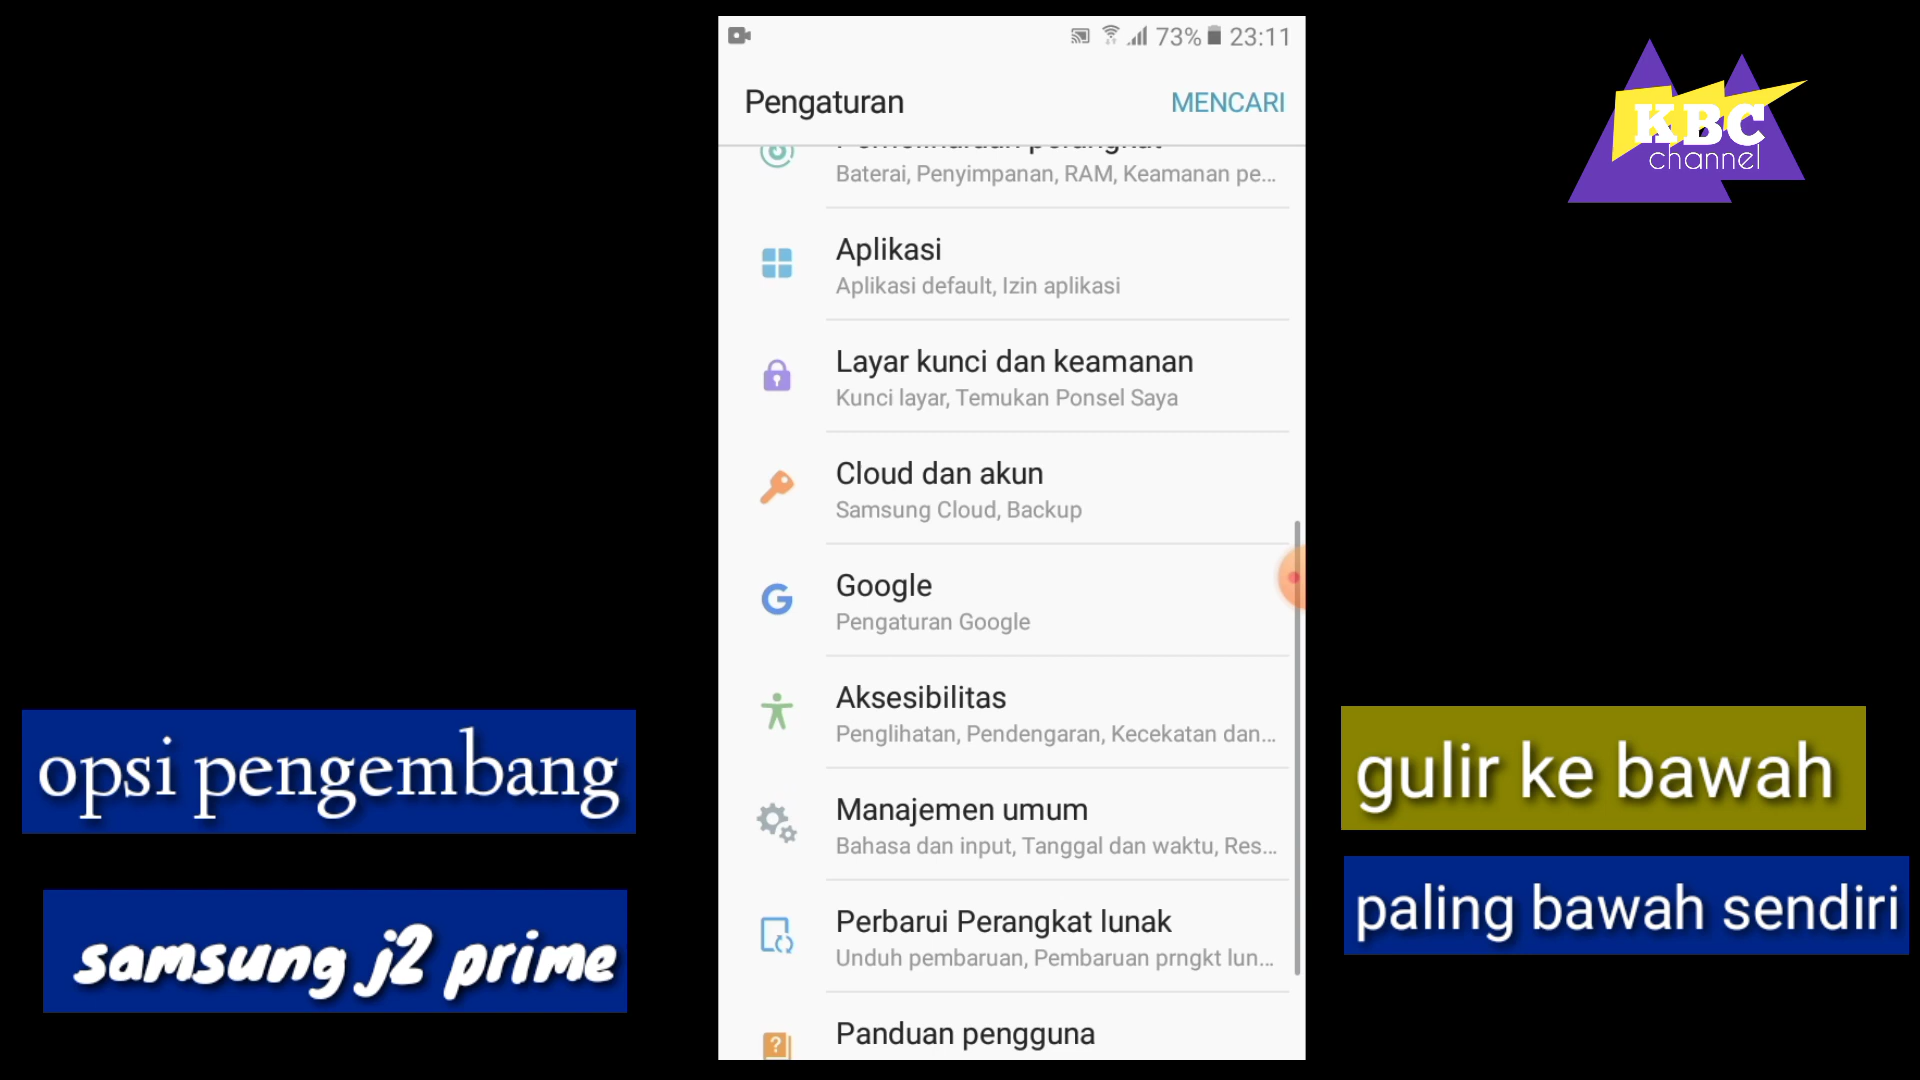 73% 23:11
Pengaturan MENCARI
Pemeliharaan perangkat
Baterai, Penyimpanan, RAM, Keamanan pe...
Aplikasi
Aplikasi default, Izin aplikasi
Layar kunci dan keamanan
Kunci layar, Temukan Ponsel Saya
Cloud dan akun
Samsung Cloud, Backup
Google
Pengaturan Google
Aksesibilitas
Penglihatan, Pendengaran, Kecekatan dan...
Manajemen umum
Bahasa dan input, Tanggal dan waktu, Res...
Perbarui Perangkat lunak
Unduh pembaruan, Pembaruan prngkt lun...
Panduan pengguna
KBC
channel
opsi pengembang
samsung j2 prime
gulir ke bawah
paling bawah sendiri